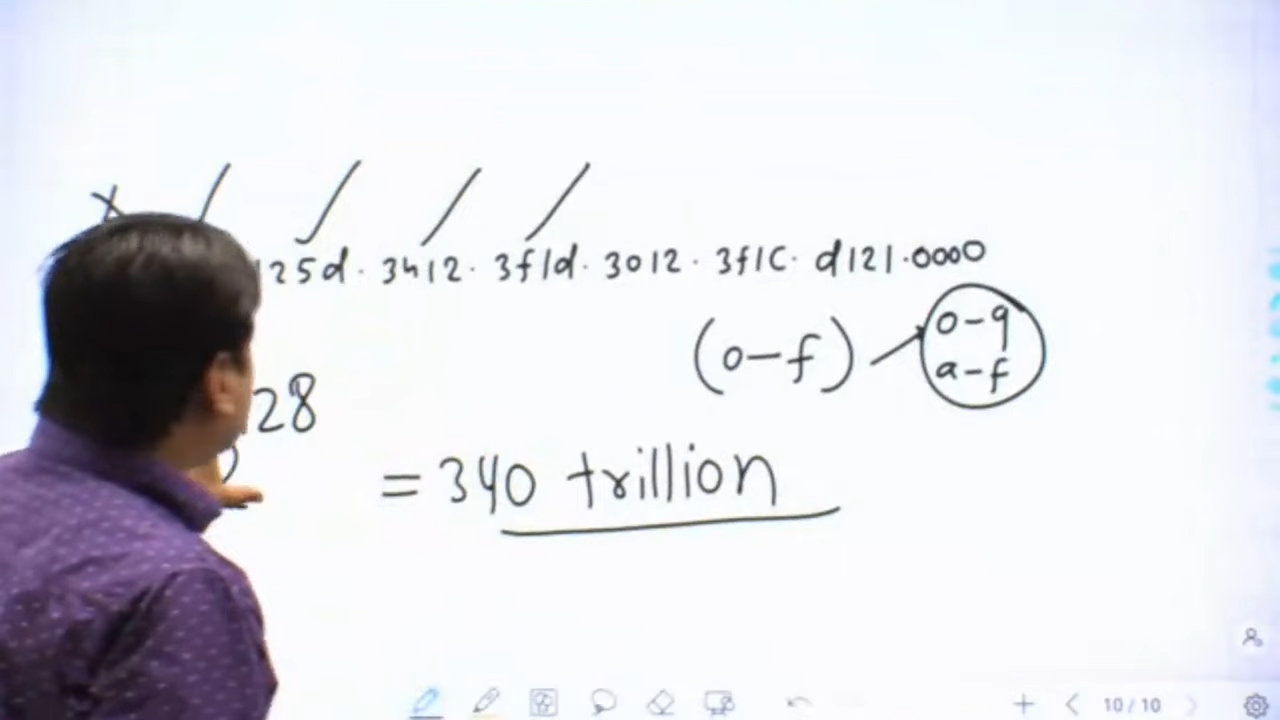 125d. 3412. 3f1d. 3012. 3f1C. d121.0000
(0-f) 0-9
a-f
28
= 340 trillion
10/10